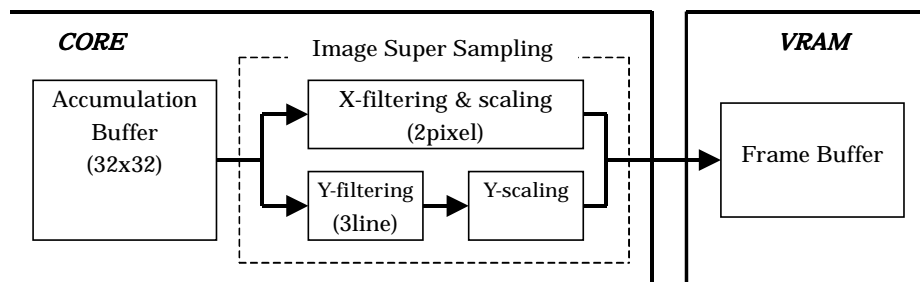 CORE
VRAM
Image Super Sampling
Accumulation
Buffer
(32x32)
X-filtering & scaling
(2pixel)
Y-filtering
(3line)
Y-scaling
Frame Buffer